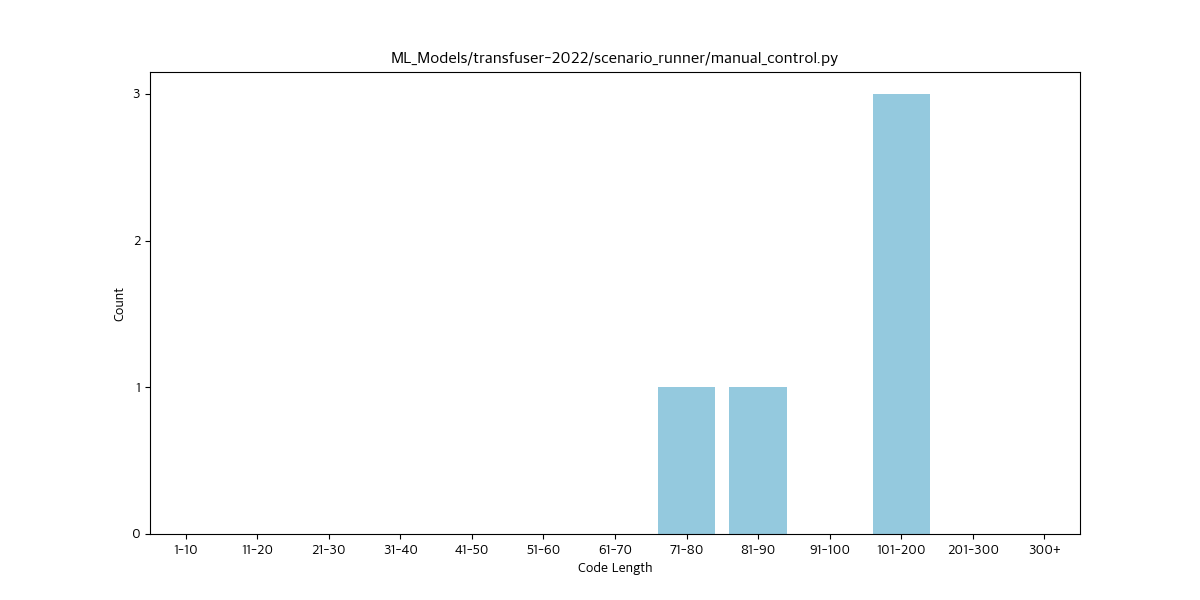 ML_Models/transfuser-2022/scenario_runner/manual_control.py
3
2
1
0
Count
1-10 11-20 21-30 31-40 41-50 51-60 61-70 71-80 81-90 91-100 101-200 201-300 300+
Code Length